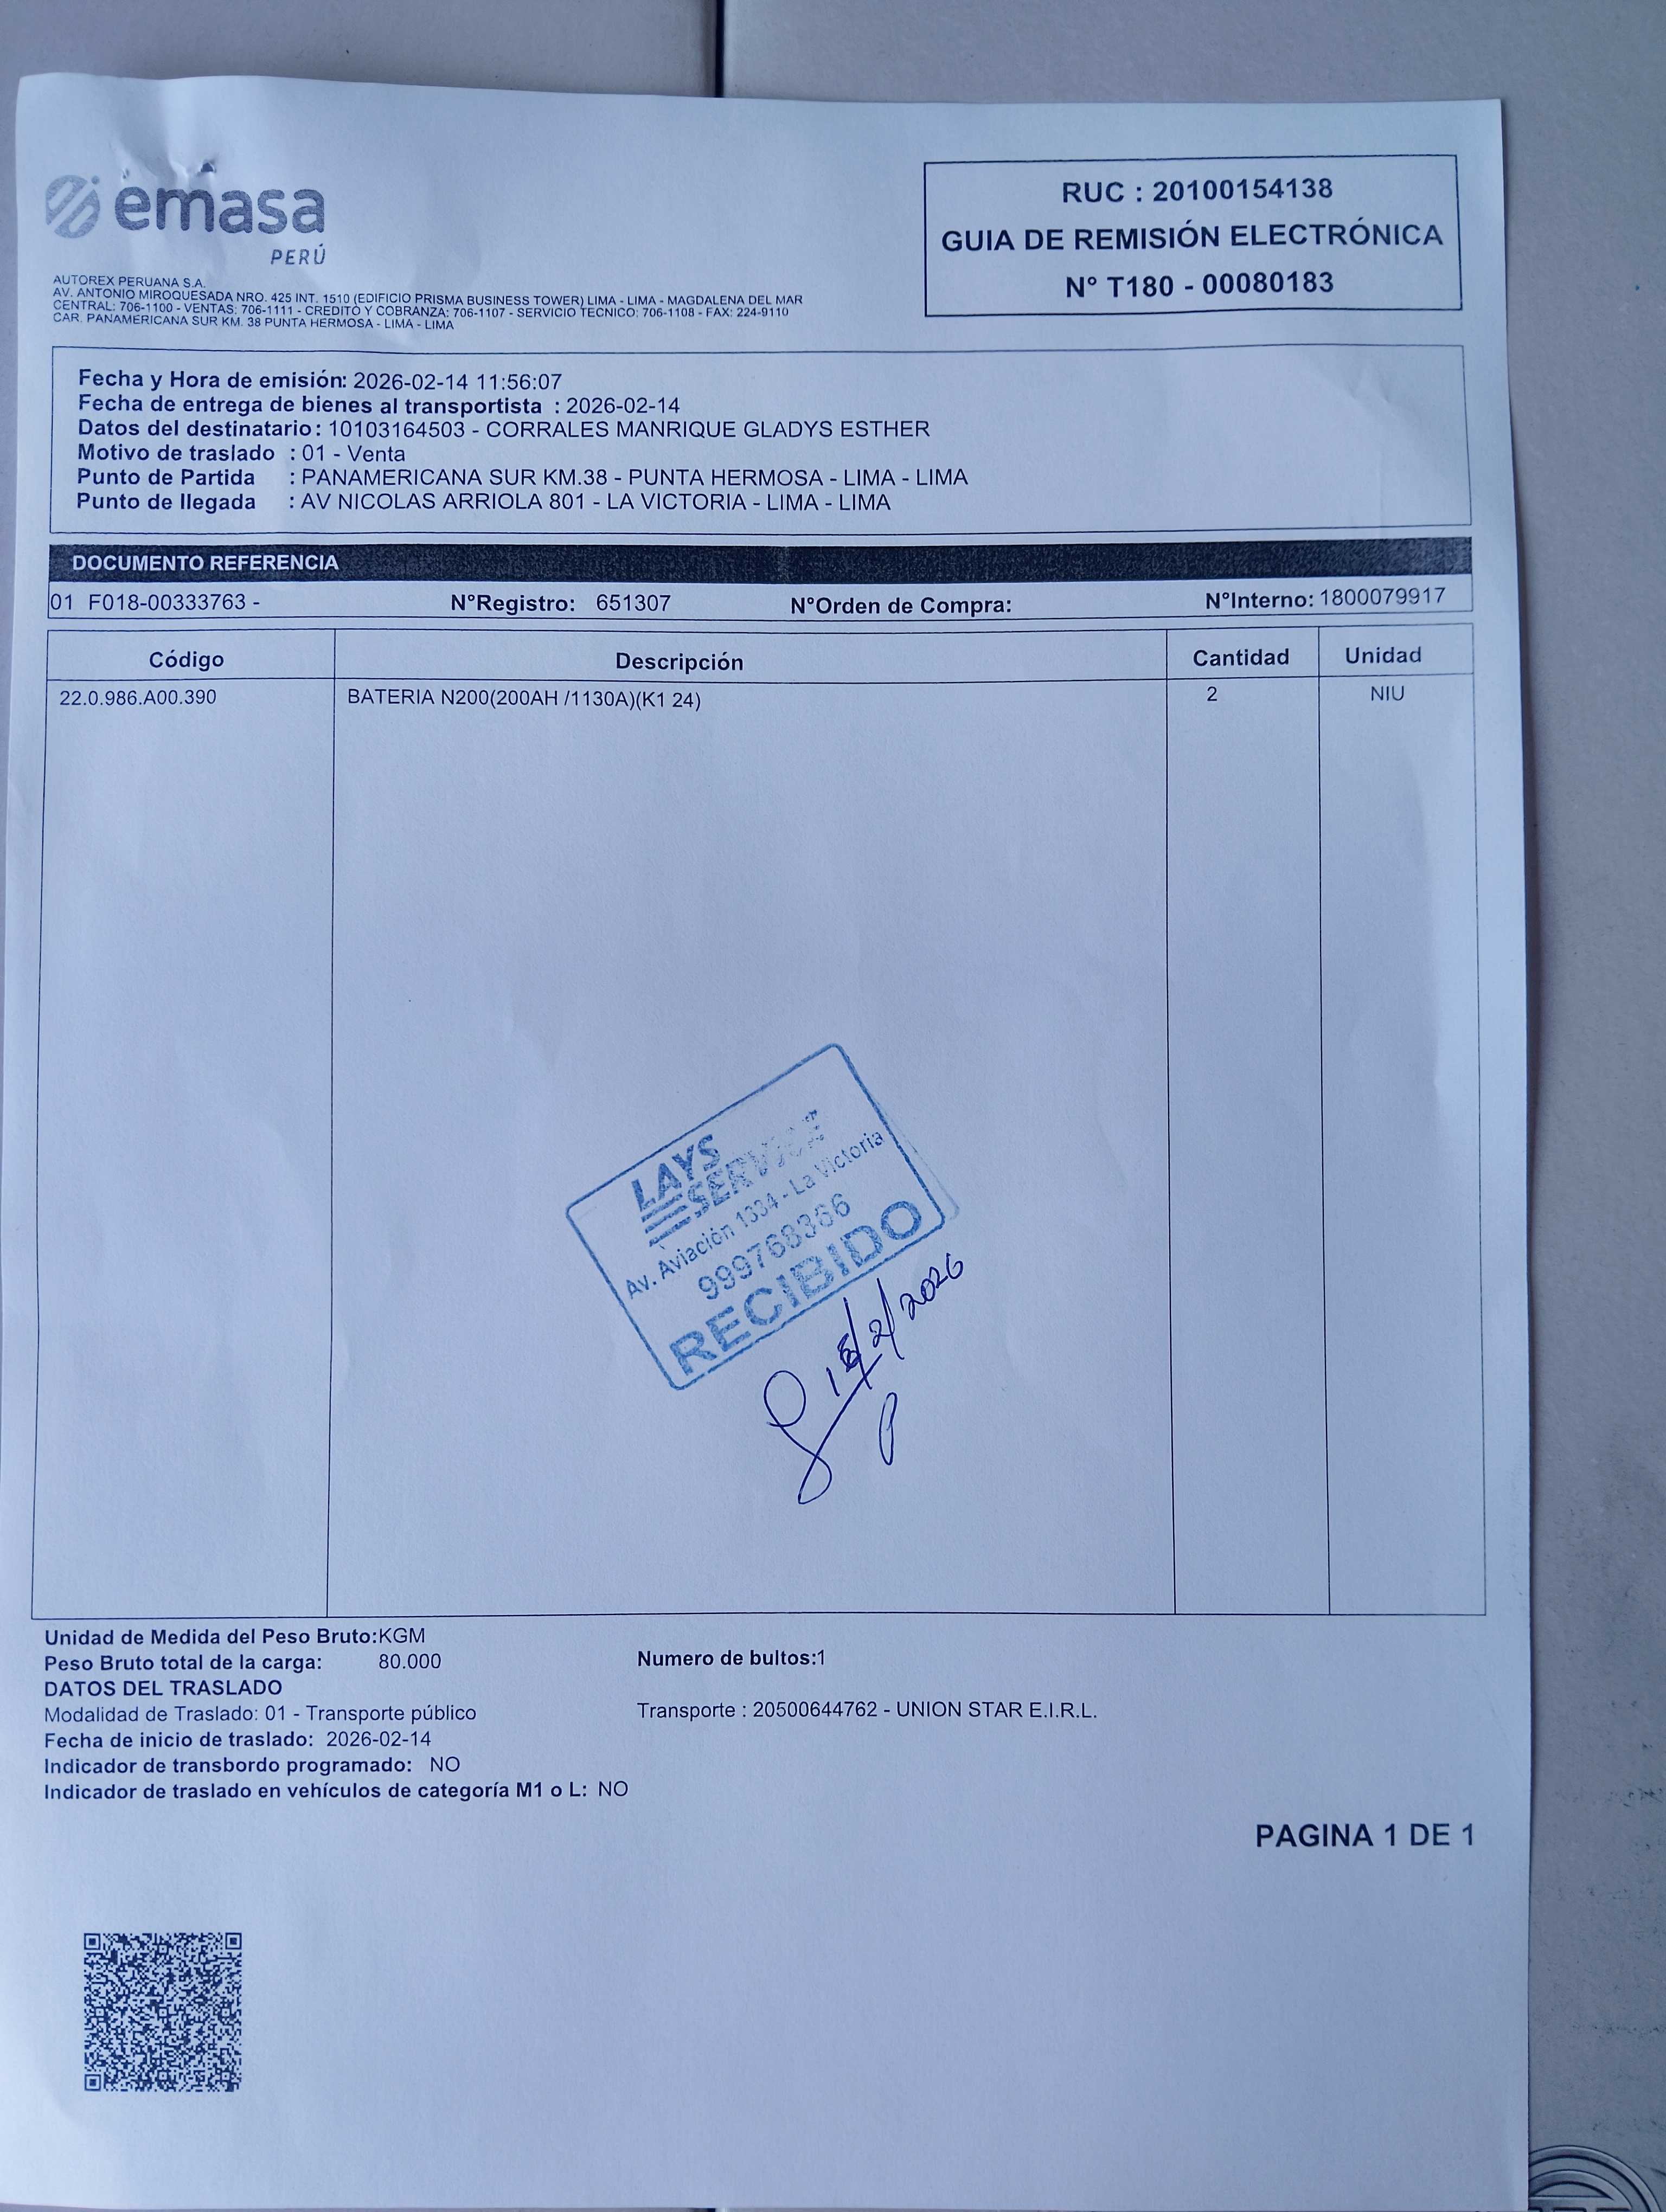 emasa
PERÚ
RUC : 20100154138
GUIA DE REMISIÓN ELECTRÓNICA
N° T180 - 00080183
AUTOREX PERUANA S.A.
AV. ANTONIO MIROQUESADA NRO. 425 INT. 1510 (EDIFICIO PRISMA BUSINESS TOWER) LIMA - LIMA - MAGDALENA DEL MAR
CENTRAL: 706-1100 - VENTAS: 706-1111 - CREDITO Y COBRANZA: 706-1107 - SERVICIO TECNICO: 706-1108 - FAX: 224-9110
CAR. PANAMERICANA SUR KM. 38 PUNTA HERMOSA - LIMA - LIMA
Fecha y Hora de emisión: 2026-02-14 11:56:07
Fecha de entrega de bienes al transportista : 2026-02-14
Datos del destinatario : 10103164503 - CORRALES MANRIQUE GLADYS ESTHER
Motivo de traslado : 01 - Venta
Punto de Partida : PANAMERICANA SUR KM.38 - PUNTA HERMOSA - LIMA - LIMA
Punto de llegada : AV NICOLAS ARRIOLA 801 - LA VICTORIA - LIMA - LIMA
DOCUMENTO REFERENCIA
01 F018-00333763 - N°Registro: 651307 N°Orden de Compra: N°Interno: 1800079917
Código Descripción Cantidad Unidad
22.0.986.A00.390 BATERIA N200(200AH /1130A)(K1 24) 2 NIU
LAYS
SERVICE
Av. Aviación 1334 - La Victoria
999768366
RECIBIDO
/2/2026
Unidad de Medida del Peso Bruto:KGM
Peso Bruto total de la carga: 80.000 Numero de bultos:1
DATOS DEL TRASLADO
Modalidad de Traslado: 01 - Transporte público Transporte : 20500644762 - UNION STAR E.I.R.L.
Fecha de inicio de traslado: 2026-02-14
Indicador de transbordo programado: NO
Indicador de traslado en vehículos de categoría M1 o L: NO
PAGINA 1 DE 1